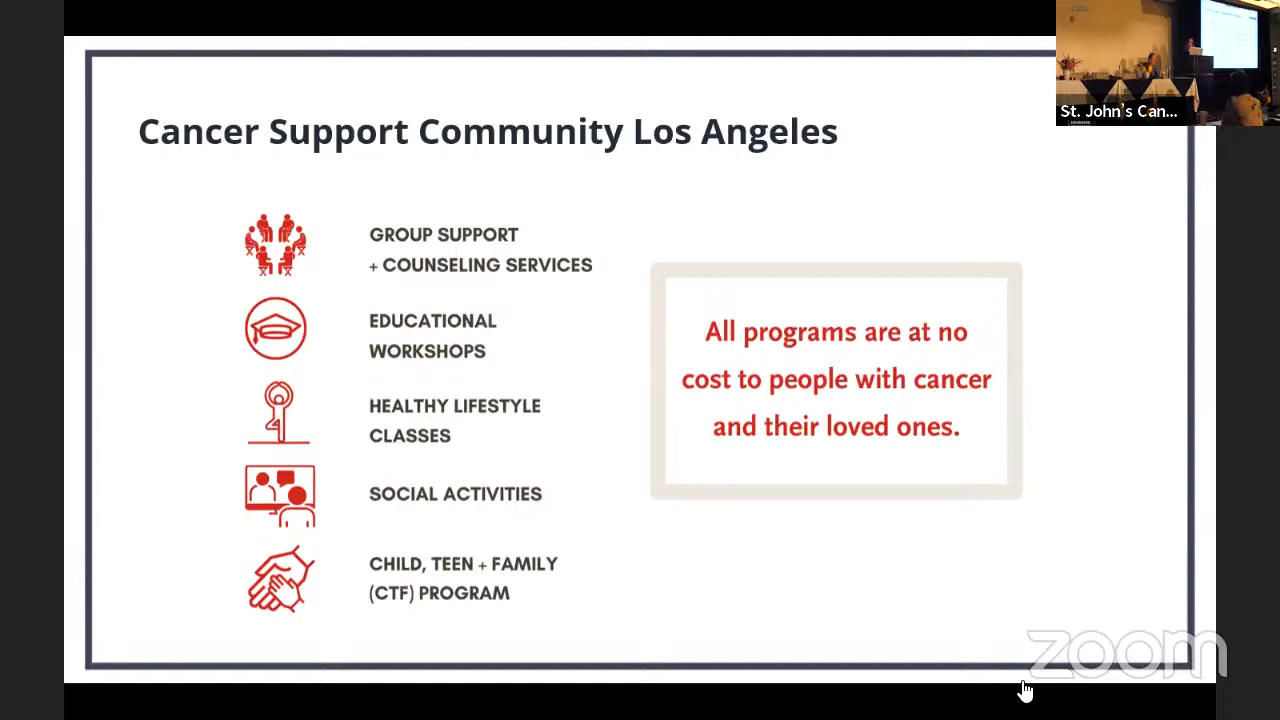 Cancer Support Community Los Angeles
GROUP SUPPORT
+ COUNSELING SERVICES
EDUCATIONAL
WORKSHOPS
HEALTHY LIFESTYLE
CLASSES
SOCIAL ACTIVITIES
CHILD, TEEN + FAMILY
(CTF) PROGRAM
All programs are at no
cost to people with cancer
and their loved ones.
St. John's Can...
zoom